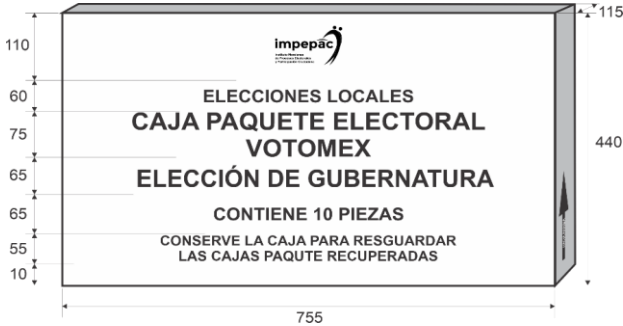 115
110
impepac
60
ELECCIONES LOCALES
CAJA PAQUETE ELECTORAL
75
VOTOMEX
440
65
ELECCIÓN DE GUBERNATURA
65
CONTIENE 10 PIEZAS
55
CONSERVE LA CAJA PARA RESGUARDAR
LAS CAJAS PAQUTE RECUPERADAS
10
755